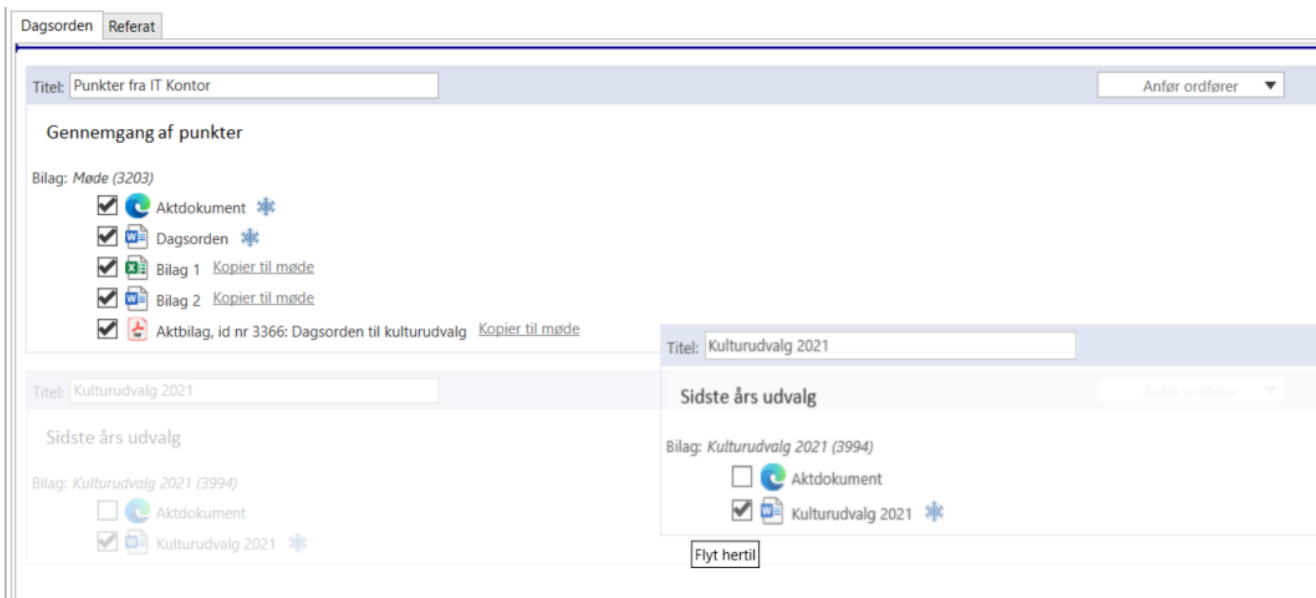 Dagsorden Referat
Titel: Punkter fra IT Kontor Anfør ordfører
Gennemgang af punkter
Bilag: Møde (3203)
Aktdokument
Dagsorden
Bilag 1 Kopier til møde
Bilag 2 Kopier til møde
Aktbilag, id nr 3366: Dagsorden til kulturudvalg Kopier til møde
Titel: Kulturudvalg 2021 Anfør ordfører
Sidste års udvalg
Bilag: Kulturudvalg 2021 (3994)
Aktdokument
Kulturudvalg 2021
Titel: Kulturudvalg 2021
Sidste års udvalg
Bilag: Kulturudvalg 2021 (3994)
Aktdokument
Kulturudvalg 2021
Flyt hertil